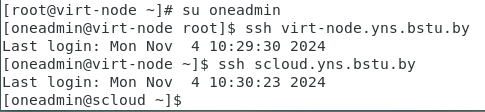 [root@virt-node ~]# su oneadmin
[oneadmin@virt-node root]$ ssh virt-node.yns.bstu.by
Last login: Mon Nov  4 10:29:30 2024
[oneadmin@virt-node ~]$ ssh scloud.yns.bstu.by
Last login: Mon Nov  4 10:30:23 2024
[oneadmin@scloud ~]$